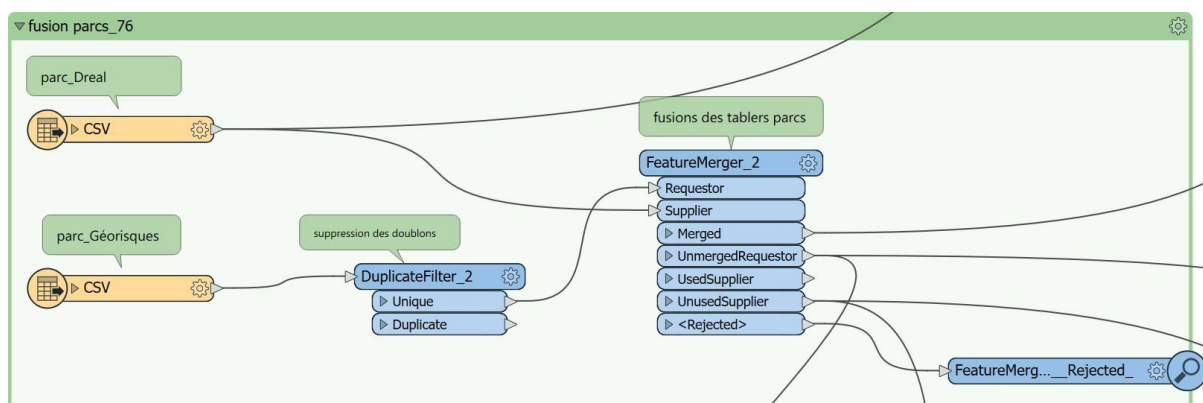 fusion parcs_76
parc_Dreal
CSV
parc_Géorisques
CSV
suppression des doublons
DuplicateFilter_2
Unique
Duplicate
fusions des tablers parcs
FeatureMerger_2
Requestor
Supplier
Merged
UnmergedRequestor
UsedSupplier
UnusedSupplier
<Rejected>
FeatureMerg...__Rejected_